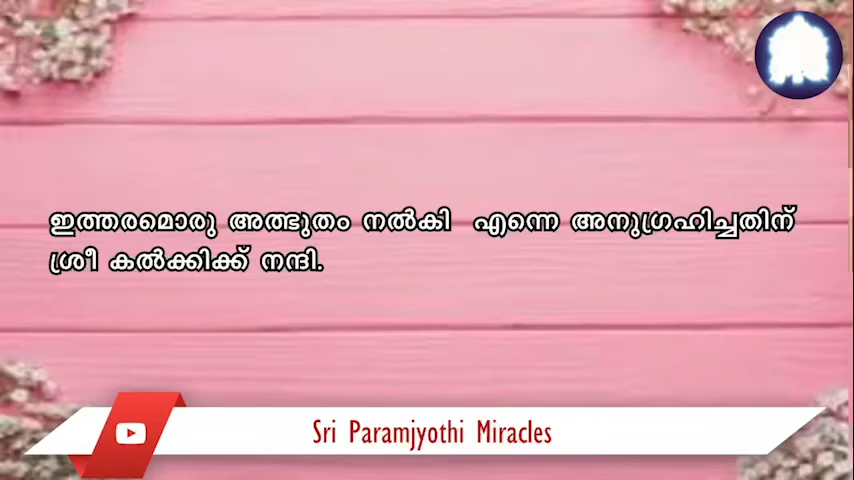 ഇത്തരമൊരു അത്ഭുതം നൽകി എന്നെ അനുഗ്രഹിച്ചതിന്
ശ്രീ കൽക്കിക്ക് നന്ദി.
Sri Paramjyothi Miracles